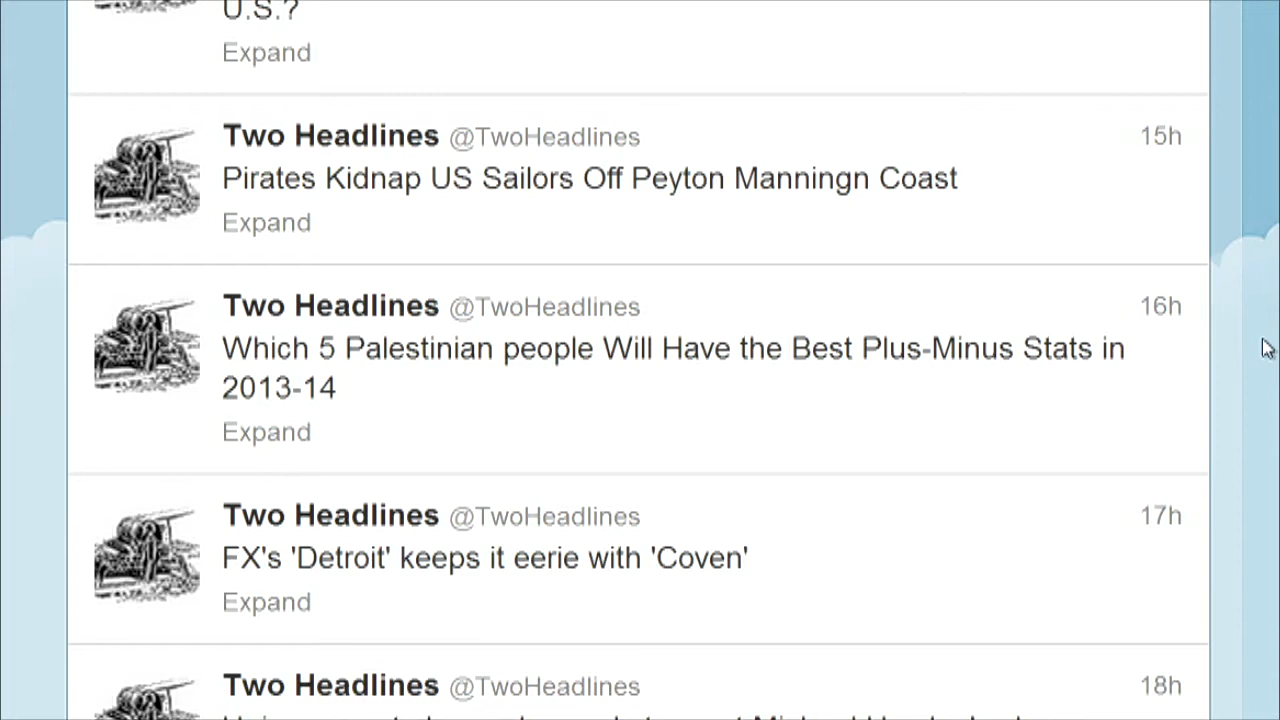 U.S.?
Expand
Two Headlines @TwoHeadlines 15h
Pirates Kidnap US Sailors Off Peyton Manningn Coast
Expand
Two Headlines @TwoHeadlines 16h
Which 5 Palestinian people Will Have the Best Plus-Minus Stats in
2013-14
Expand
Two Headlines @TwoHeadlines 17h
FX's 'Detroit' keeps it eerie with 'Coven'
Expand
Two Headlines @TwoHeadlines 18h